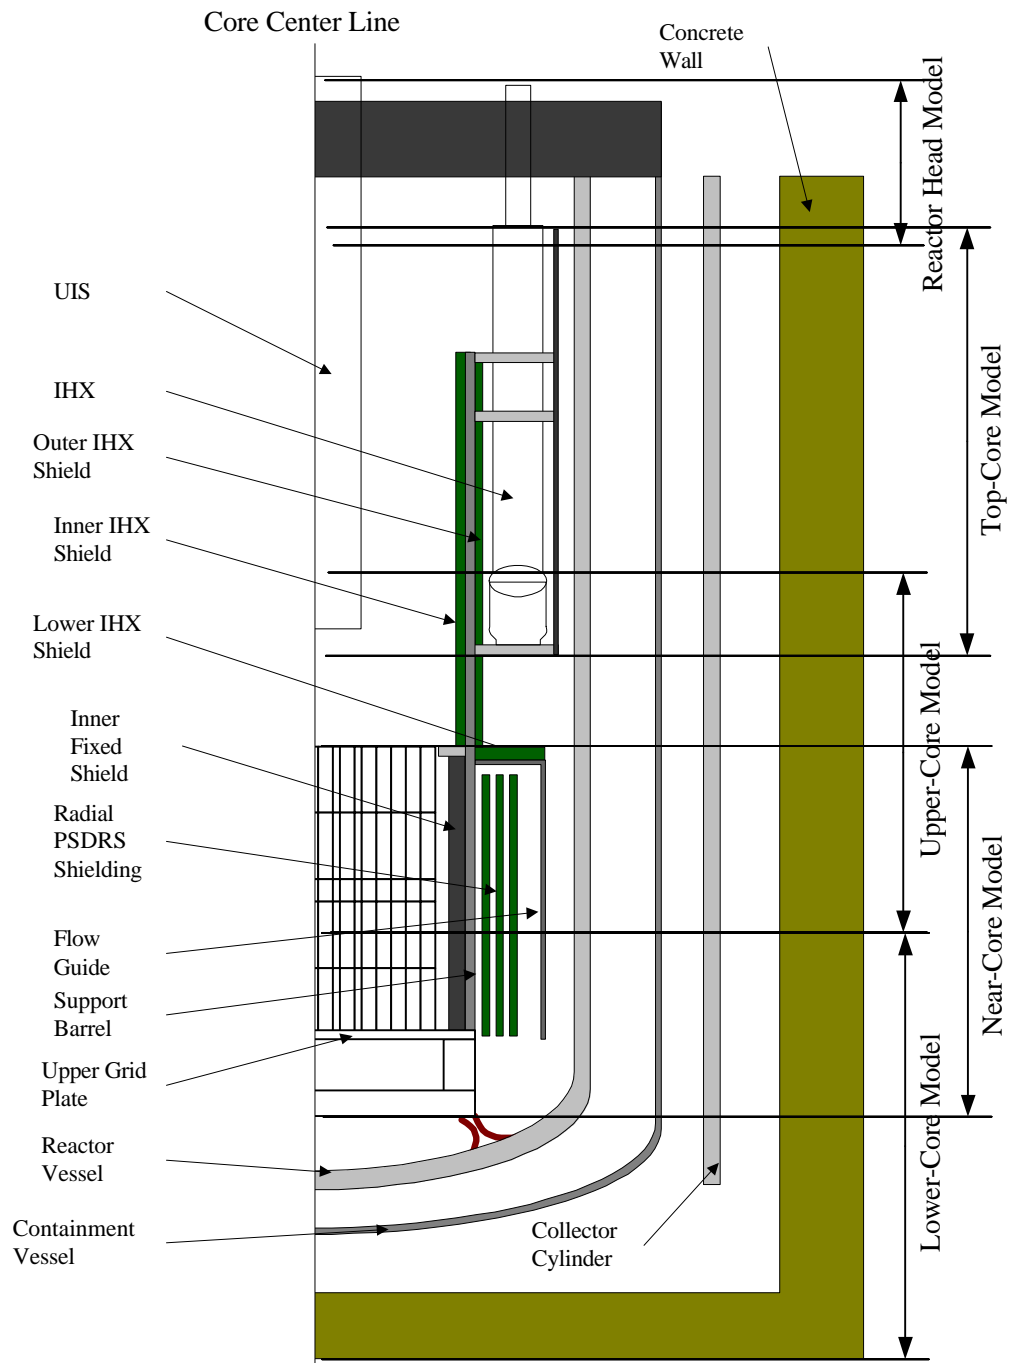 Core Center Line
Concrete
Wall
Reactor Head Model
UIS
Top-Core Model
IHX
Outer IHX
Shield
Inner IHX
Shield
Lower IHX
Shield
Upper-Core Model
Inner
Fixed
Shield
Near-Core Model
Radial
PSDRS
Shielding
Flow
Guide
Support
Barrel
Lower-Core Model
Upper Grid
Plate
Reactor
Vessel
Containment
Vessel
Collector
Cylinder